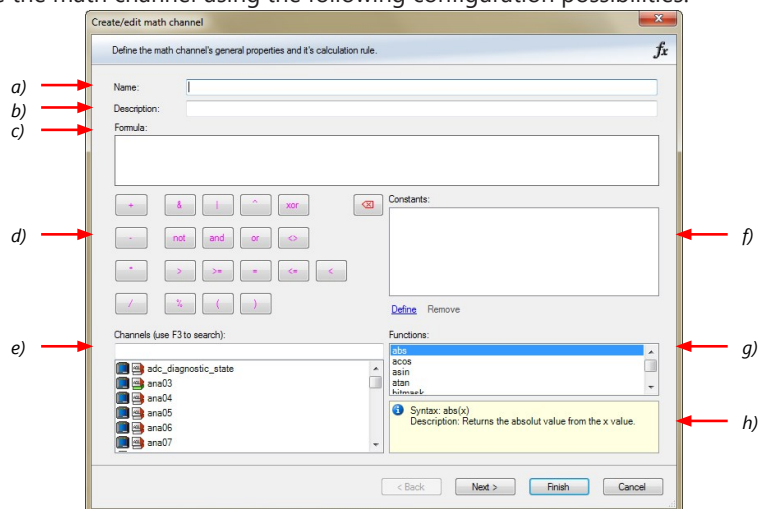 the math channel using the following configuration possibilities.
Create/edit math channel
Define the math channel's general properties and it's calculation rule.
fx
a)
Name:
b)
Description:
c)
Formula:
+ & | ^ xor
Constants:
d)
- not and or <>
f)
* > >= = <= <
/ % ( )
Define Remove
Channels (use F3 to search):
Functions:
e)
abs
g)
acos
asin
atan
bitmask
adc_diagnostic_state
ana03
ana04
ana05
ana06
ana07
Syntax: abs(x)
Description: Returns the absolut value from the x value.
h)
< Back Next > Finish Cancel